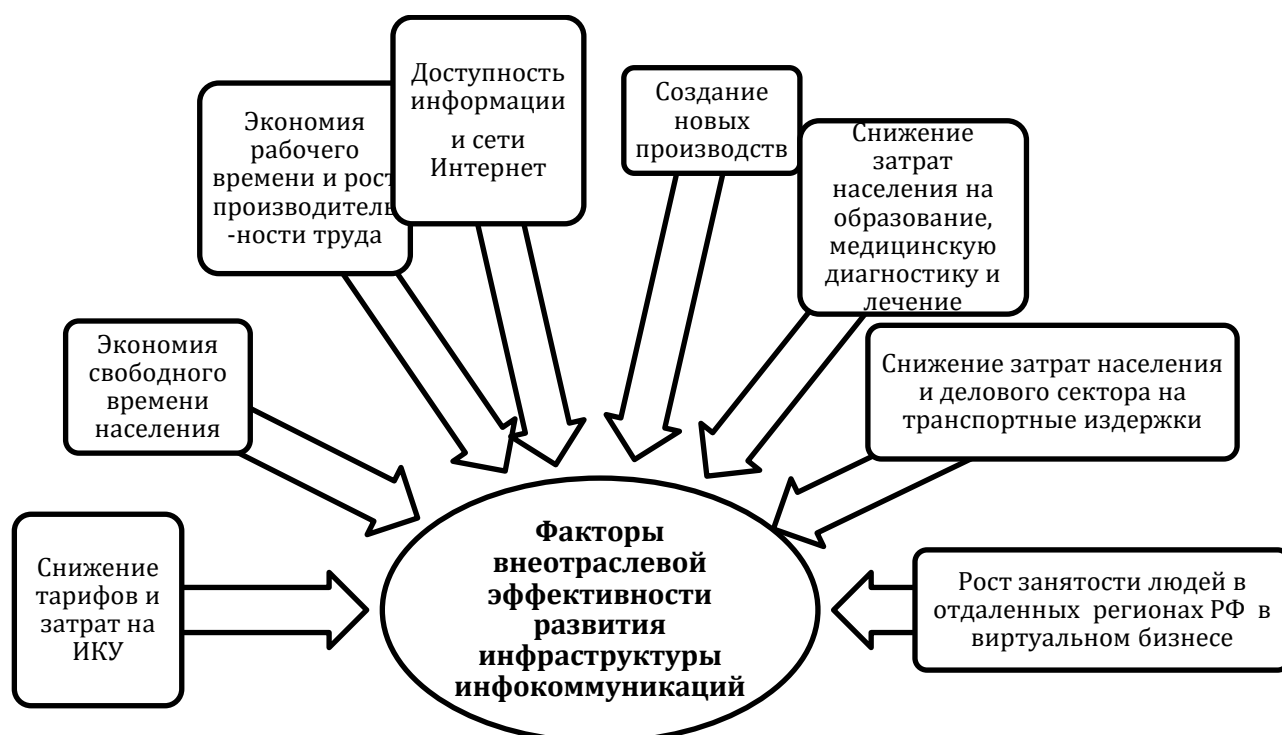 Доступность
информации
и сети
Интернет
Экономия
рабочего
времени и рост
производитель
-ности труда
Создание
новых
производств
Снижение
затрат
населения на
образование,
медицинскую
диагностику и
лечение
Экономия
свободного
времени
населения
Снижение затрат населения
и делового сектора на
транспортные издержки
Снижение
тарифов и
затрат на
ИКУ
Факторы
внеотраслевой
эффективности
развития
инфраструктуры
инфокоммуникаций
Рост занятости людей в
отдаленных регионах РФ в
виртуальном бизнесе